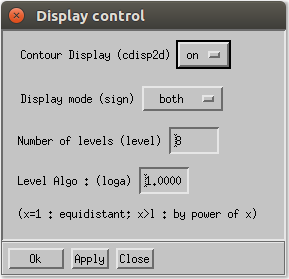 Display control
Contour Display (cdisp2d) on
Display mode (sign) both
Number of levels (level) 8
Level Algo : (loga) 1.0000
(x=1 : equidistant; x>1 : by power of x)
Ok Apply Close